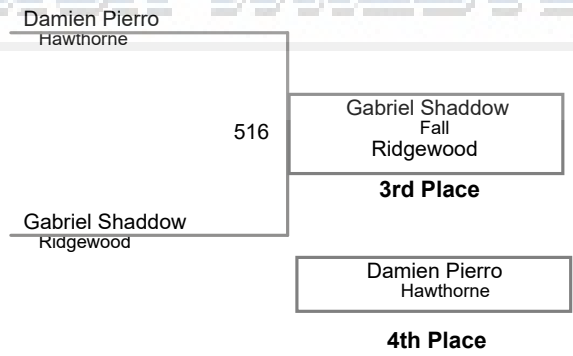 Damien Pierro
Hawthorne
516
Gabriel Shaddow
Fall
Ridgewood
3rd Place
Gabriel Shaddow
Ridgewood
Damien Pierro
Hawthorne
4th Place